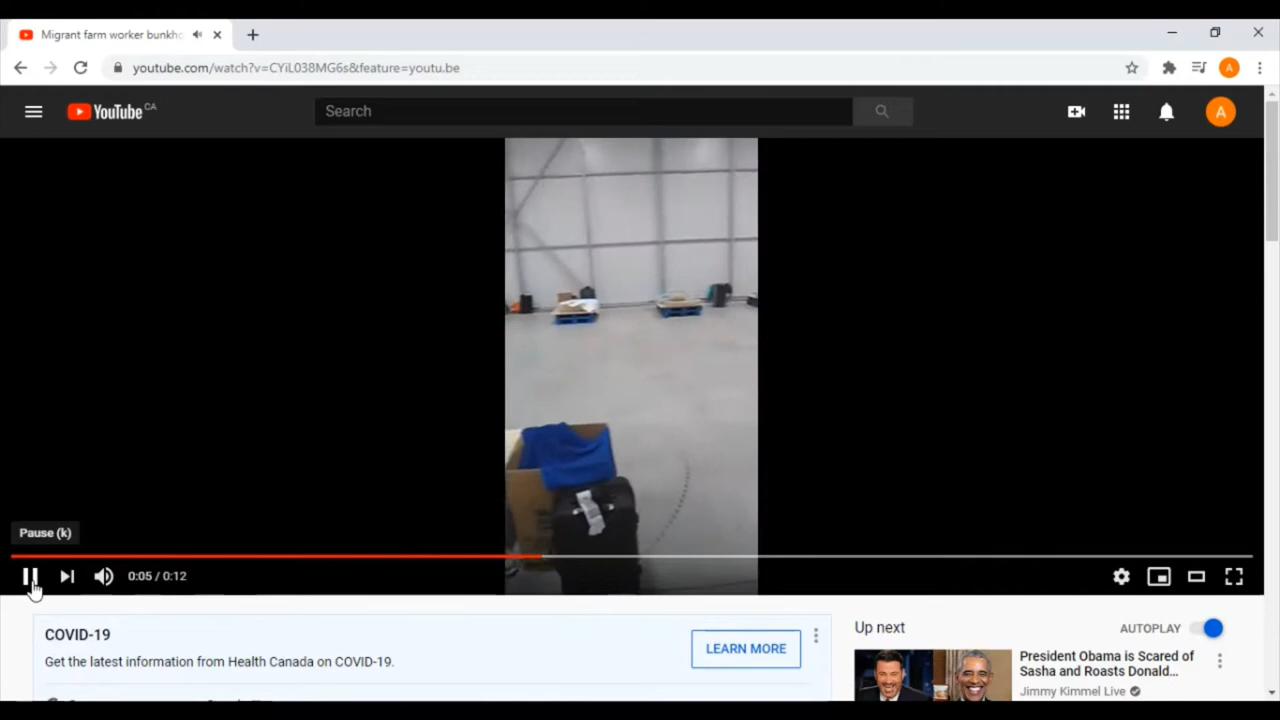 Migrant farm worker bunkho
youtube.com/watch?v=CYiL038MG6s&feature=youtu.be
A
YouTube CA
Search
A
Pause (k)
0:05 / 0:12
COVID-19
Get the latest information from Health Canada on COVID-19.
LEARN MORE
Up next
AUTOPLAY
President Obama is Scared of
Sasha and Roasts Donald...
Jimmy Kimmel Live